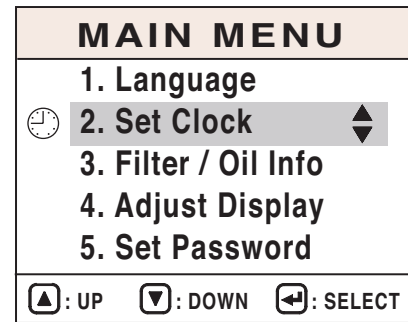 MAIN MENU
1. Language
2. Set Clock
3. Filter / Oil Info
4. Adjust Display
5. Set Password
: UP : DOWN : SELECT